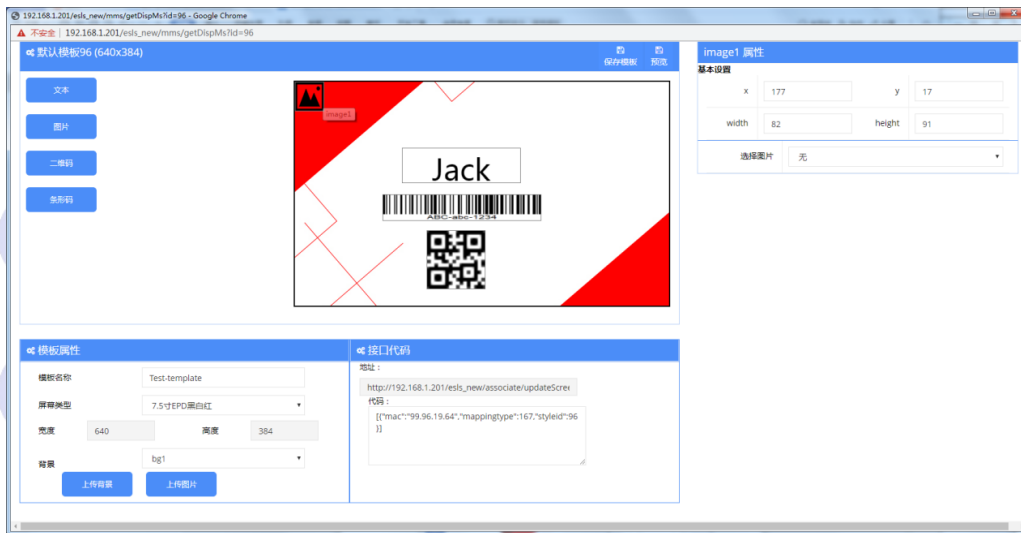 192.168.1.201/esls_new/mms/getDispMs?id=96 - Google Chrome
不安全 | 192.168.1.201/esls_new/mms/getDispMs?id=96
默认模板96 (640x384)
保存模板
预览
文本
图片
二维码
条形码
image1
Jack
ABC-abc-1234
image1 属性
基本设置
x 177 y 17
width 82 height 91
选择图片 无
模板属性
模板名称 Test-template
屏幕类型 7.5寸EPD黑白红
宽度 640 高度 384
背景 bg1
上传背景 上传图片
接口代码
地址：
http://192.168.1.201/esls_new/associate/updateScree
代码：
[{"mac":"99.96.19.64","mappingtype":167,"styleid":96
}]